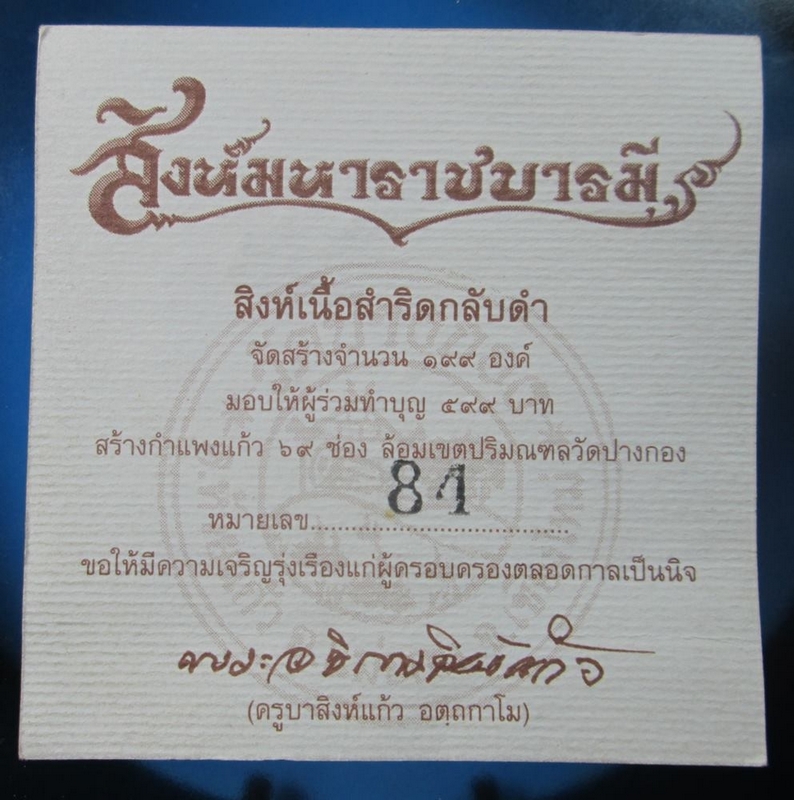 สิงห์มหาราชบารมี
สิงห์เนื้อสำริดกลับดำ
จัดสร้างจำนวน ๑๙๙ องค์
มอบให้ผู้ร่วมทำบุญ ๕๙๙ บาท
สร้างกำแพงแก้ว ๖๙ ช่อง ล้อมเขตปริมณฑลวัดปางกอง
หมายเลข......84......
ขอให้มีความเจริญรุ่งเรืองแก่ผู้ครอบครองตลอดกาลเป็นนิจ
(ครูบาสิงห์แก้ว อตฺถกาโม)